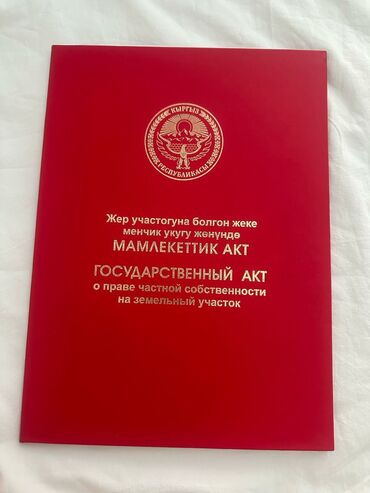 КЫРГЫЗ
РЕСПУБЛИКАСЫ
Жер участогуна болгон жеке
менчик укугу жөнүндө
МАМЛЕКЕТТИК АКТ
ГОСУДАРСТВЕННЫЙ АКТ
о праве частной собственности
на земельный участок